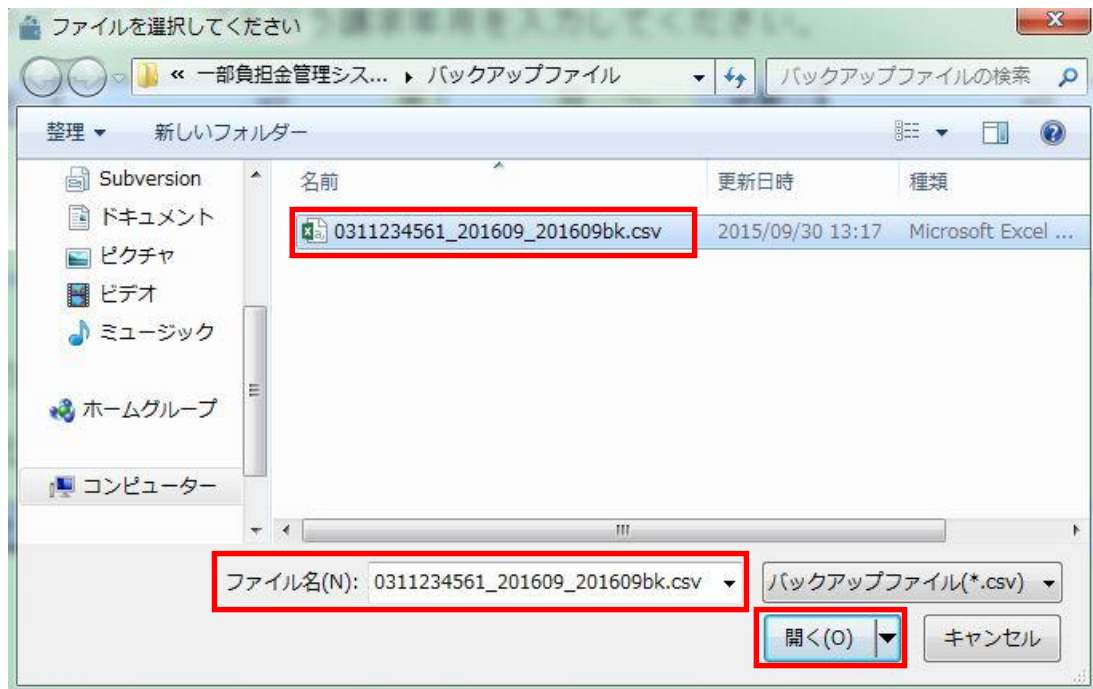 ファイルを選択してください
« 一部負担金管理シス... ▸ バックアップファイル
バックアップファイルの検索
整理 ▼ 新しいフォルダー
名前 更新日時 種類
0311234561_201609_201609bk.csv 2015/09/30 13:17 Microsoft Excel ...
Subversion
ドキュメント
ピクチャ
ビデオ
ミュージック
ホームグループ
コンピューター
ファイル名(N): 0311234561_201609_201609bk.csv
バックアップファイル(*.csv)
開く(O)
キャンセル